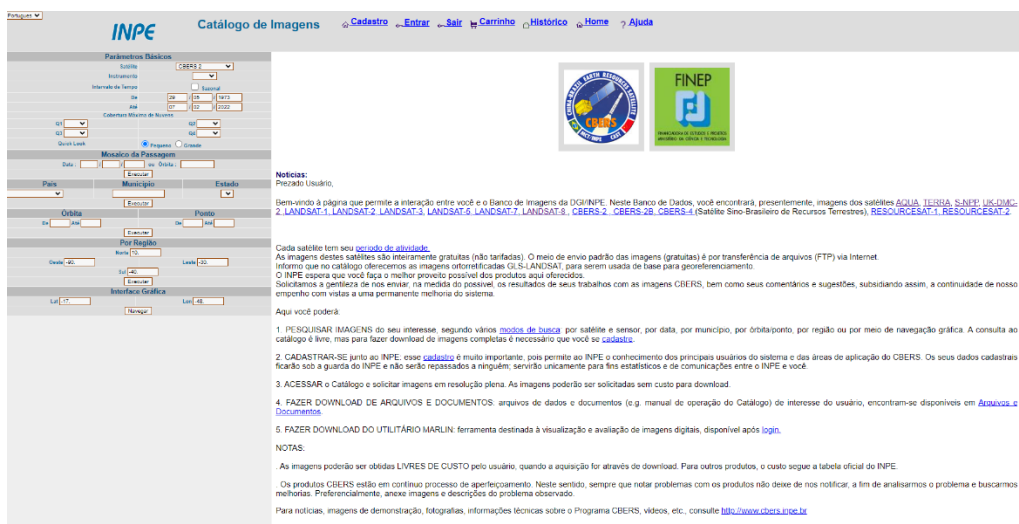 Portugues
INPE
Catálogo de Imagens
Cadastro Entrar Sair Carrinho Histórico Home ? Ajuda
Parâmetros Básicos
Satélite CBERS 2
Instrumento
Intervalo de Tempo Sazonal
De 29 / 1973
Até 07 / 02 / 2022
Cobertura Máxima de Nuvens
Q1 Q2
Q3 Q4
Quick Look Pequeno Grande
Mosaico da Passagem
Data : / / ou Órbita :
Executar
País Município Estado
Executar
Órbita Ponto
De Até De Até
Executar
Por Região
Norte 10.
Oeste -90. Leste -30.
Sul -40.
Executar
Interface Gráfica
Lat -17. Lon -48.
Navegar
CHINA-BRAZIL EARTH RESOURCES SATELLITE
CBERS
MCT/INPE CAST
FINEP
FINANCIADORA DE ESTUDOS E PROJETOS
MINISTÉRIO DA CIÊNCIA E TECNOLOGIA
Notícias:
Prezado Usuário,
Bem-vindo à página que permite a interação entre você e o Banco de Imagens da DGI/INPE. Neste Banco de Dados, você encontrará, presentemente, imagens dos satélites AQUA, TERRA, S-NPP, UK-DMC-
2, LANDSAT-1, LANDSAT-2, LANDSAT-3, LANDSAT-5, LANDSAT-7, LANDSAT-8, CBERS-2, CBERS-2B, CBERS-4 (Satélite Sino-Brasileiro de Recursos Terrestres), RESOURCESAT-1, RESOURCESAT-2.
Cada satélite tem seu período de atividade.
As imagens destes satélites são inteiramente gratuitas (não tarifadas). O meio de envio padrão das imagens (gratuitas) é por transferência de arquivos (FTP) via Internet.
Informo que no catálogo oferecemos as imagens ortorretificadas GLS-LANDSAT, para serem usada de base para georeferenciamento.
O INPE espera que você faça o melhor proveito possível dos produtos aqui oferecidos.
Solicitamos a gentileza de nos enviar, na medida do possível, os resultados de seus trabalhos com as imagens CBERS, bem como seus comentários e sugestões, subsidiando assim, a continuidade de nosso
empenho com vistas a uma permanente melhoria do sistema.
Aqui você poderá:
1. PESQUISAR IMAGENS do seu interesse, segundo vários modos de busca: por satélite e sensor, por data, por município, por órbita/ponto, por região ou por meio de navegação gráfica. A consulta ao
catálogo é livre, mas para fazer download de imagens completas é necessário que você se cadastre.
2. CADASTRAR-SE junto ao INPE: esse cadastro é muito importante, pois permite ao INPE o conhecimento dos principais usuários do sistema e das áreas de aplicação do CBERS. Os seus dados cadastrais
ficarão sob a guarda do INPE e não serão repassados a ninguém; servirão unicamente para fins estatísticos e de comunicações entre o INPE e você.
3. ACESSAR o Catálogo e solicitar imagens em resolução plena. As imagens poderão ser solicitadas sem custo para download.
4. FAZER DOWNLOAD DE ARQUIVOS E DOCUMENTOS: arquivos de dados e documentos (e.g. manual de operação do Catálogo) de interesse do usuário, encontram-se disponíveis em Arquivos e
Documentos.
5. FAZER DOWNLOAD DO UTILITÁRIO MARLIN: ferramenta destinada à visualização e avaliação de imagens digitais, disponível após login.
NOTAS:
. As imagens poderão ser obtidas LIVRES DE CUSTO pelo usuário, quando a aquisição for através de download. Para outros produtos, o custo segue a tabela oficial do INPE.
. Os produtos CBERS estão em contínuo processo de aperfeiçoamento. Neste sentido, sempre que notar problemas com os produtos não deixe de nos notificar, a fim de analisarmos o problema e buscarmos
melhorias. Preferencialmente, anexe imagens e descrições do problema observado.
Para notícias, imagens de demonstração, fotografias, informações técnicas sobre o Programa CBERS, vídeos, etc., consulte http://www.cbers.inpe.br